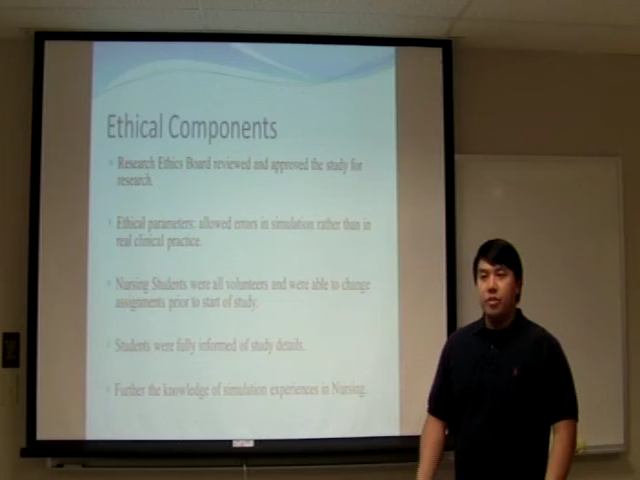 Ethical Components
Research Ethics Board reviewed and approved the study for
research.
Ethical parameters: allowed errors in simulation rather than in
real clinical practice.
Nursing Students were all volunteers and were able to change
assignments prior to start of study.
Students were fully informed of study details.
Further the knowledge of simulation experiences in Nursing.